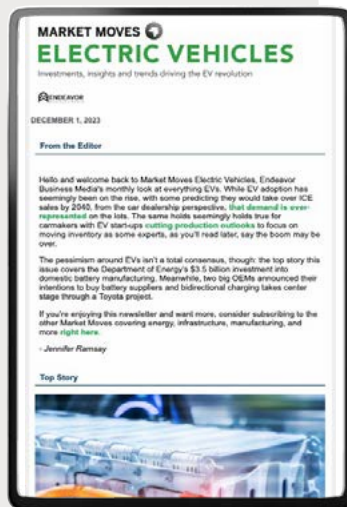 MARKET MOVES
ELECTRIC VEHICLES
Investments, insights and trends driving the EV revolution
ENDEAVOR
DECEMBER 1, 2023
From the Editor
Hello and welcome back to Market Moves Electric Vehicles, Endeavor
Business Media's monthly look at everything EVs. While EV adoption has
seemingly been on the rise, with some predicting they would take over ICE
sales by 2040, from the car dealership perspective, that demand is over-
represented on the lots. The same holds seemingly holds true for
carmakers with EV start-ups cutting production outlooks to focus on
moving inventory as some experts, as you'll read later, say the boom may be
over.
The pessimism around EVs isn't a total consensus, though: the top story this
issue covers the Department of Energy's $3.5 billion investment into
domestic battery manufacturing. Meanwhile, two big OEMs announced their
intentions to buy battery suppliers and bidirectional charging takes center
stage through a Toyota project.
If you're enjoying this newsletter and want more, consider subscribing to the
other Market Moves covering energy, infrastructure, manufacturing, and
more right here.
- Jennifer Ramsay
Top Story